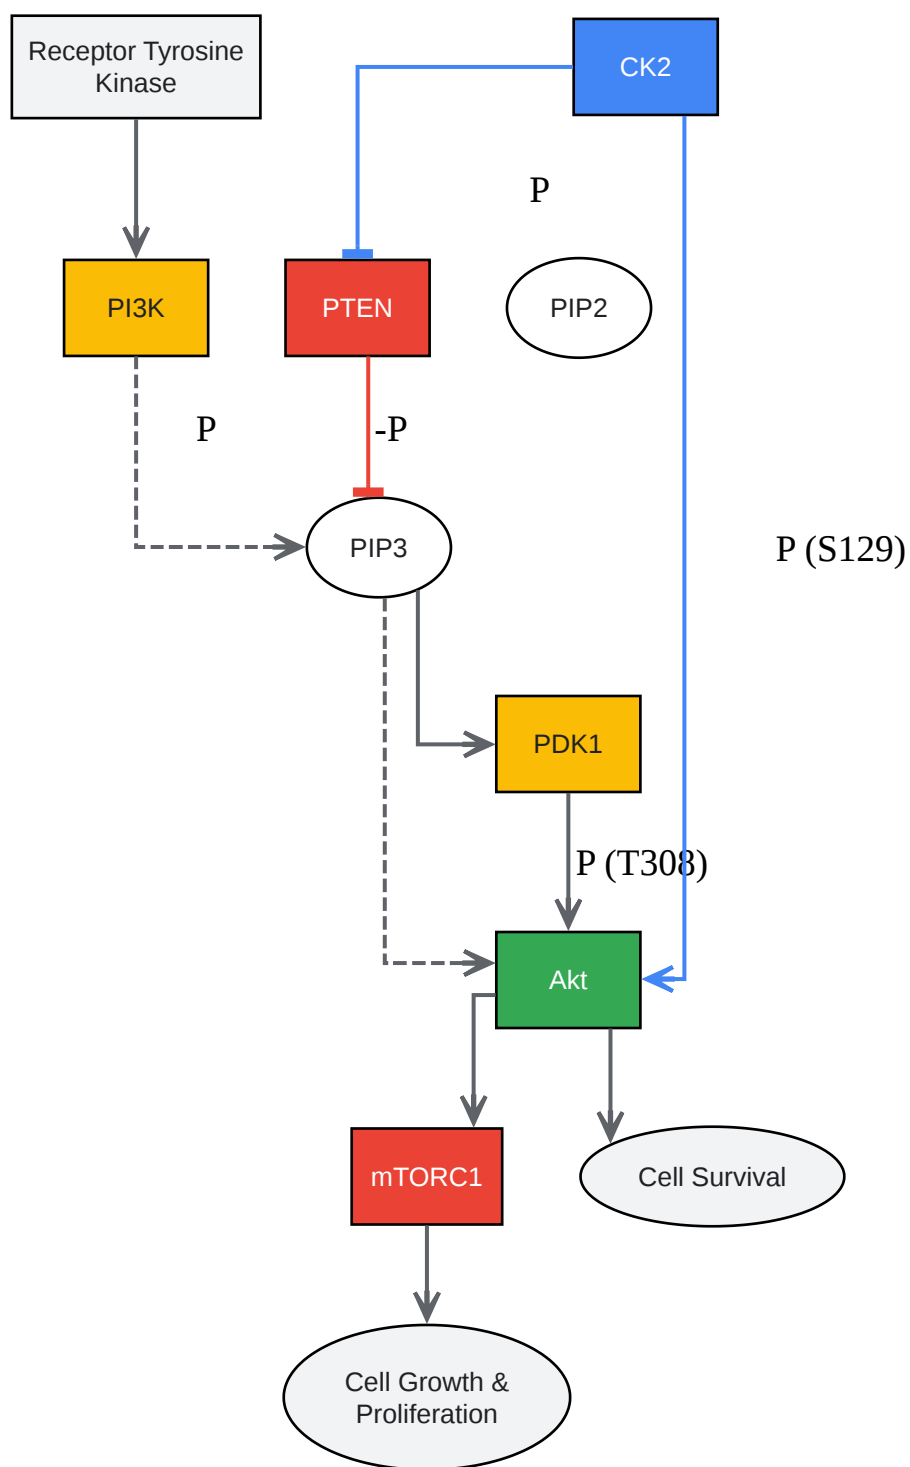 Receptor Tyrosine
Kinase
CK2
P
PI3K
PTEN
PIP2
P
-P
PIP3
P (S129)
PDK1
P (T308)
Akt
mTORC1
Cell Survival
Cell Growth &
Proliferation